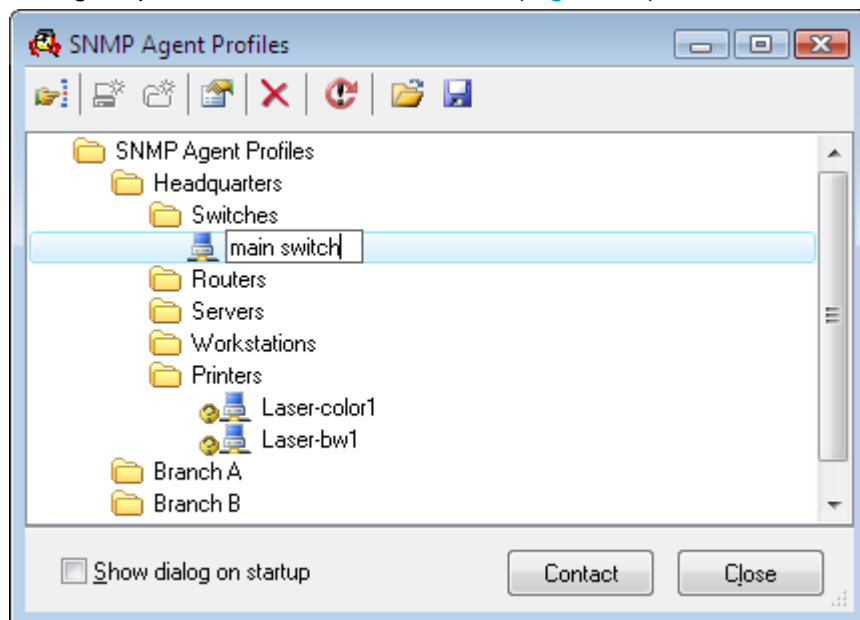 SNMP Agent Profiles
SNMP Agent Profiles
Headquarters
Switches
main switch
Routers
Servers
Workstations
Printers
Laser-color1
Laser-bw1
Branch A
Branch B
Show dialog on startup
Contact
Close